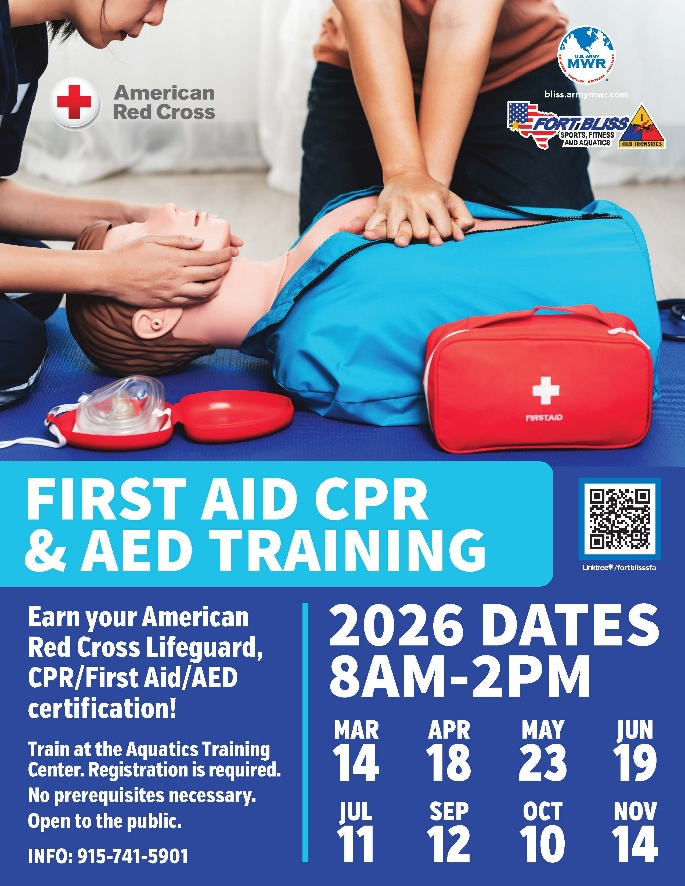 American
Red Cross
U.S. ARMY
MWR
bliss.armymwr.com
FORT BLISS
SPORTS, FITNESS
AND AQUATICS
1
OLD IRONSIDES
FIRST AID
FIRST AID CPR
& AED TRAINING
Linktree*/fortblisssfa
Earn your American
Red Cross Lifeguard,
CPR/First Aid/AED
certification!
Train at the Aquatics Training
Center. Registration is required.
No prerequisites necessary.
Open to the public.
INFO: 915-741-5901
2026 DATES
8AM-2PM
MAR APR MAY JUN
14 18 23 19
JUL SEP OCT NOV
11 12 10 14